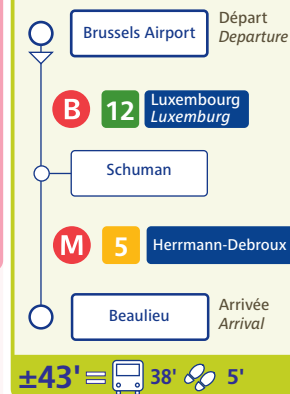 Brussels Airport
Départ
Departure
B 12 Luxembourg
Luxemburg
Schuman
M 5 Herrmann-Debroux
Beaulieu
Arrivée
Arrival
±43' = 38' 5'